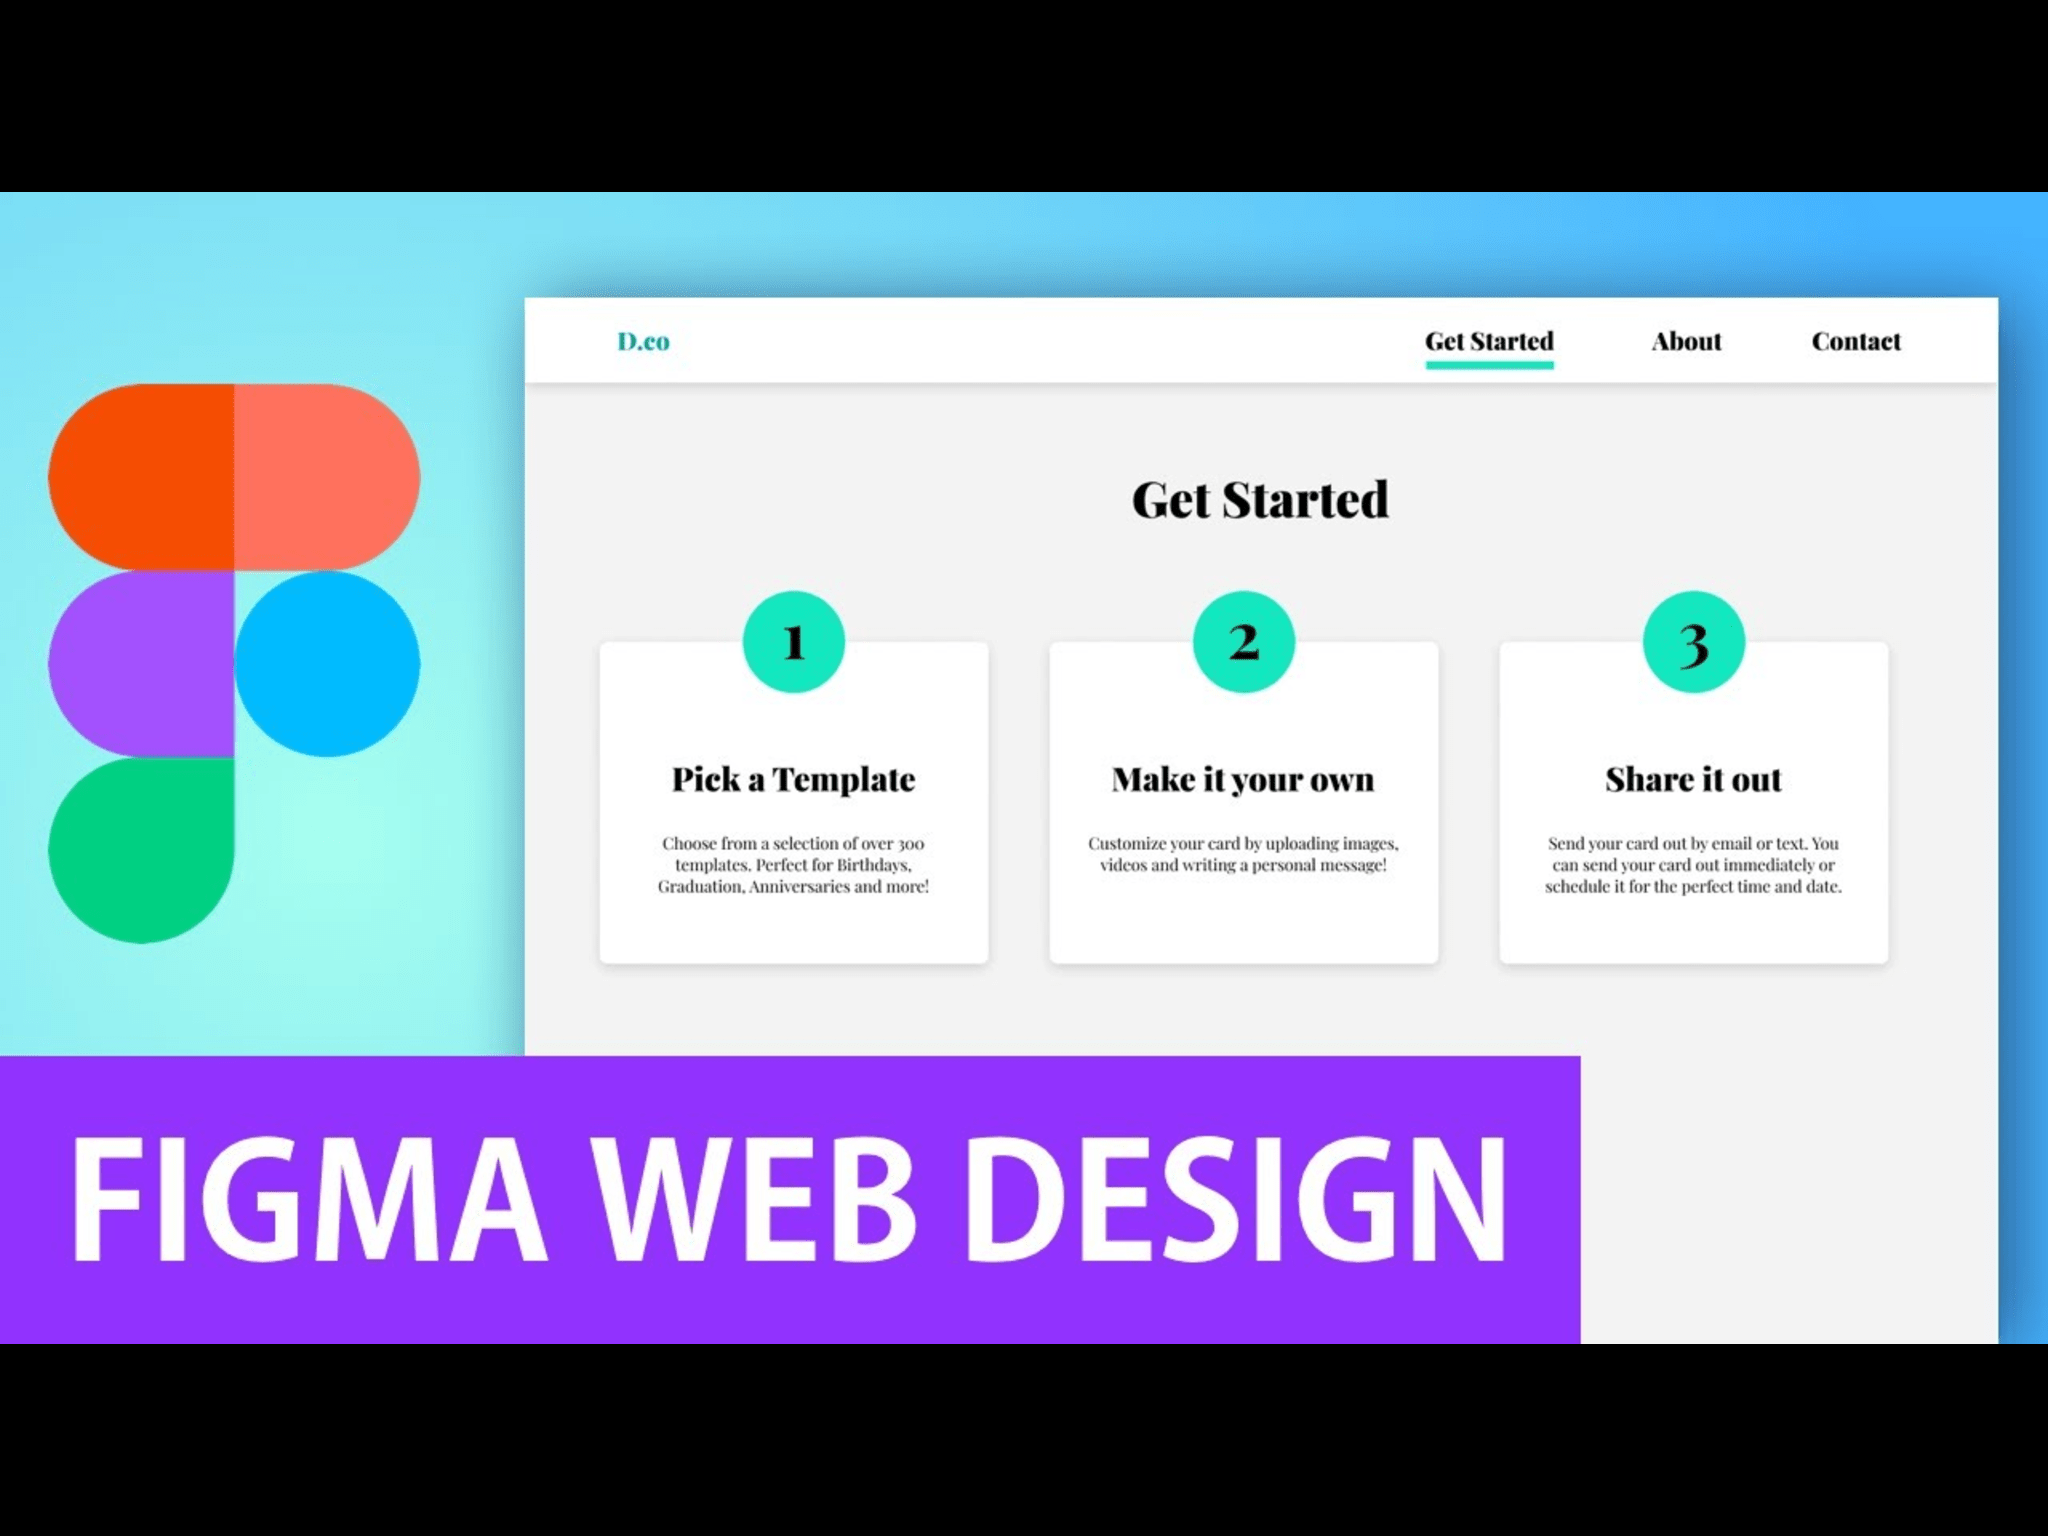 D.co
Get Started
About
Contact
Get Started
1
Pick a Template
Choose from a selection of over 300
templates. Perfect for Birthdays,
Graduation, Anniversaries and more!
2
Make it your own
Customize your card by uploading images,
videos and writing a personal message!
3
Share it out
Send your card out by email or text. You
can send your card out immediately or
schedule it for the perfect time and date.
FIGMA WEB DESIGN